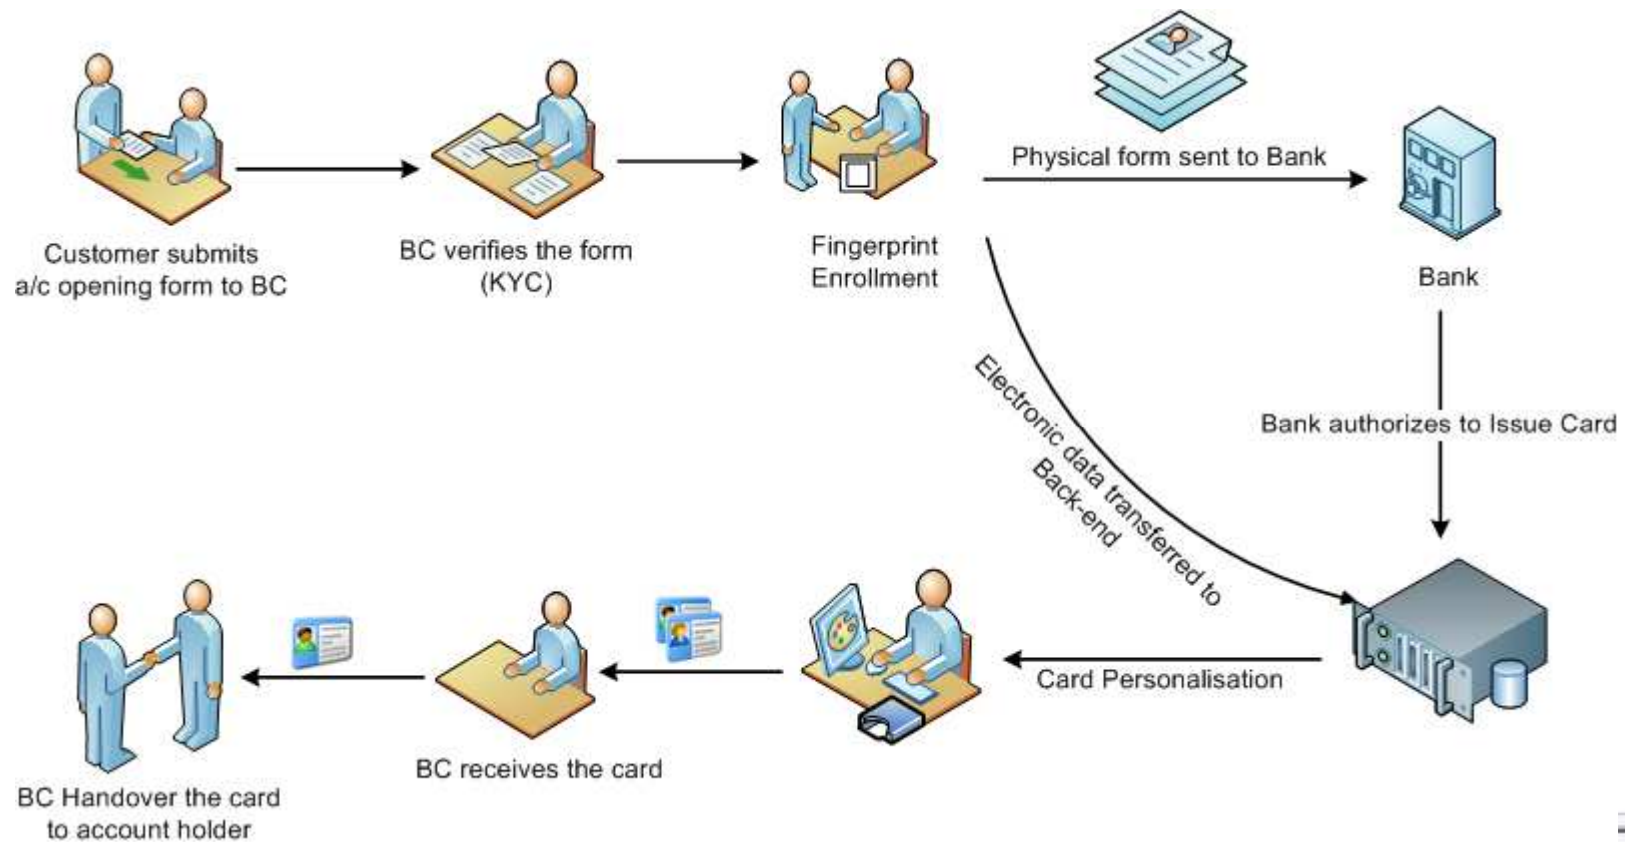 Customer submits
a/c opening form to BC
BC verifies the form
(KYC)
Fingerprint
Enrollment
Physical form sent to Bank
Bank
Electronic data transferred to
Back-end
Bank authorizes to Issue Card
Card Personalisation
BC receives the card
BC Handover the card
to account holder